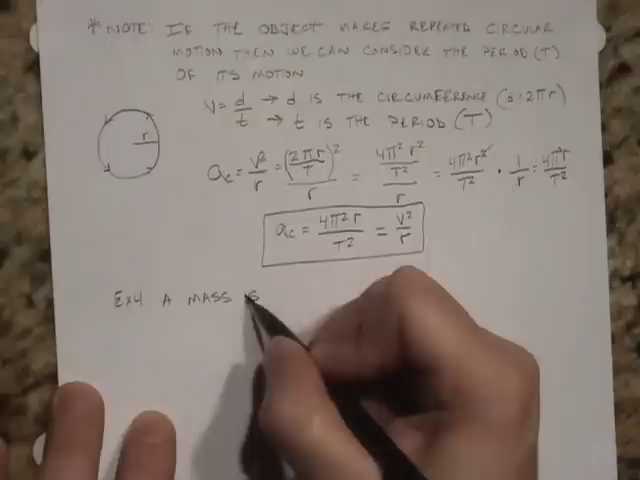 * NOTE: IF THE OBJECT MAKES REPEATED CIRCULAR
MOTION THEN WE CAN CONSIDER THE PERIOD (T)
OF ITS MOTION
V = d/t → d IS THE CIRCUMFERENCE (d = 2πr)
→ t IS THE PERIOD (T)
r
a_c = v²/r = (2πr/T)²/r = (4π²r²/T²)/r = 4π²r²/T² · 1/r = 4π²r/T²
a_c = 4π²r/T² = v²/r
EX4 A MASS IS